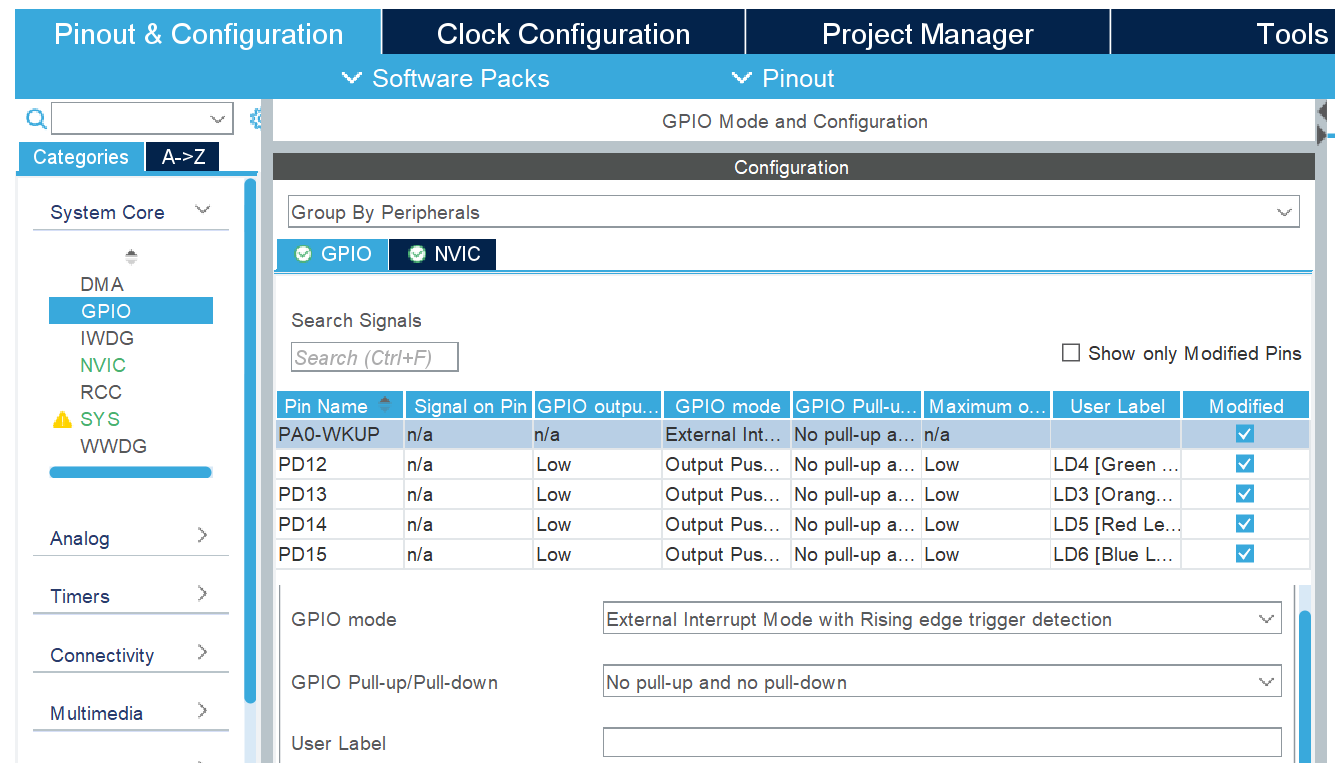 Pinout & Configuration Clock Configuration Project Manager Tools
Software Packs Pinout
GPIO Mode and Configuration
Categories A->Z
Configuration
System Core
Group By Peripherals
GPIO NVIC
DMA
GPIO
IWDG
NVIC
RCC
SYS
WWDG
Analog
Timers
Connectivity
Multimedia
Search Signals
Search (Ctrl+F)
Show only Modified Pins
Pin Name Signal on Pin GPIO outpu... GPIO mode GPIO Pull-u... Maximum o... User Label Modified
PA0-WKUP n/a n/a External Int... No pull-up a... n/a
PD12 n/a Low Output Pus... No pull-up a... Low LD4 [Green ...
PD13 n/a Low Output Pus... No pull-up a... Low LD3 [Orang...
PD14 n/a Low Output Pus... No pull-up a... Low LD5 [Red Le...
PD15 n/a Low Output Pus... No pull-up a... Low LD6 [Blue L...
GPIO mode External Interrupt Mode with Rising edge trigger detection
GPIO Pull-up/Pull-down No pull-up and no pull-down
User Label